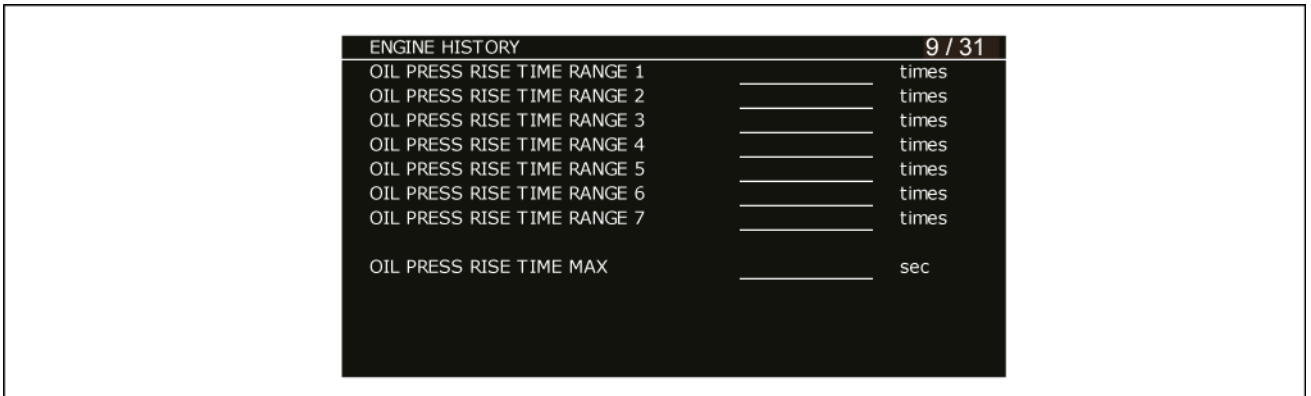 ENGINE HISTORY 9 / 31
OIL PRESS RISE TIME RANGE 1 times
OIL PRESS RISE TIME RANGE 2 times
OIL PRESS RISE TIME RANGE 3 times
OIL PRESS RISE TIME RANGE 4 times
OIL PRESS RISE TIME RANGE 5 times
OIL PRESS RISE TIME RANGE 6 times
OIL PRESS RISE TIME RANGE 7 times
OIL PRESS RISE TIME MAX sec